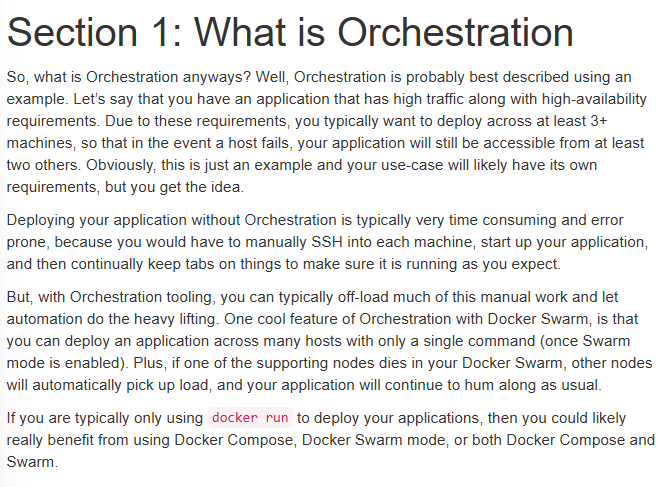 Section 1: What is Orchestration
So, what is Orchestration anyways? Well, Orchestration is probably best described using an
example. Let’s say that you have an application that has high traffic along with high-availability
requirements. Due to these requirements, you typically want to deploy across at least 3+
machines, so that in the event a host fails, your application will still be accessible from at least
two others. Obviously, this is just an example and your use-case will likely have its own
requirements, but you get the idea.
Deploying your application without Orchestration is typically very time consuming and error
prone, because you would have to manually SSH into each machine, start up your application,
and then continually keep tabs on things to make sure it is running as you expect.
But, with Orchestration tooling, you can typically off-load much of this manual work and let
automation do the heavy lifting. One cool feature of Orchestration with Docker Swarm, is that
you can deploy an application across many hosts with only a single command (once Swarm
mode is enabled). Plus, if one of the supporting nodes dies in your Docker Swarm, other nodes
will automatically pick up load, and your application will continue to hum along as usual.
If you are typically only using docker run to deploy your applications, then you could likely
really benefit from using Docker Compose, Docker Swarm mode, or both Docker Compose and
Swarm.